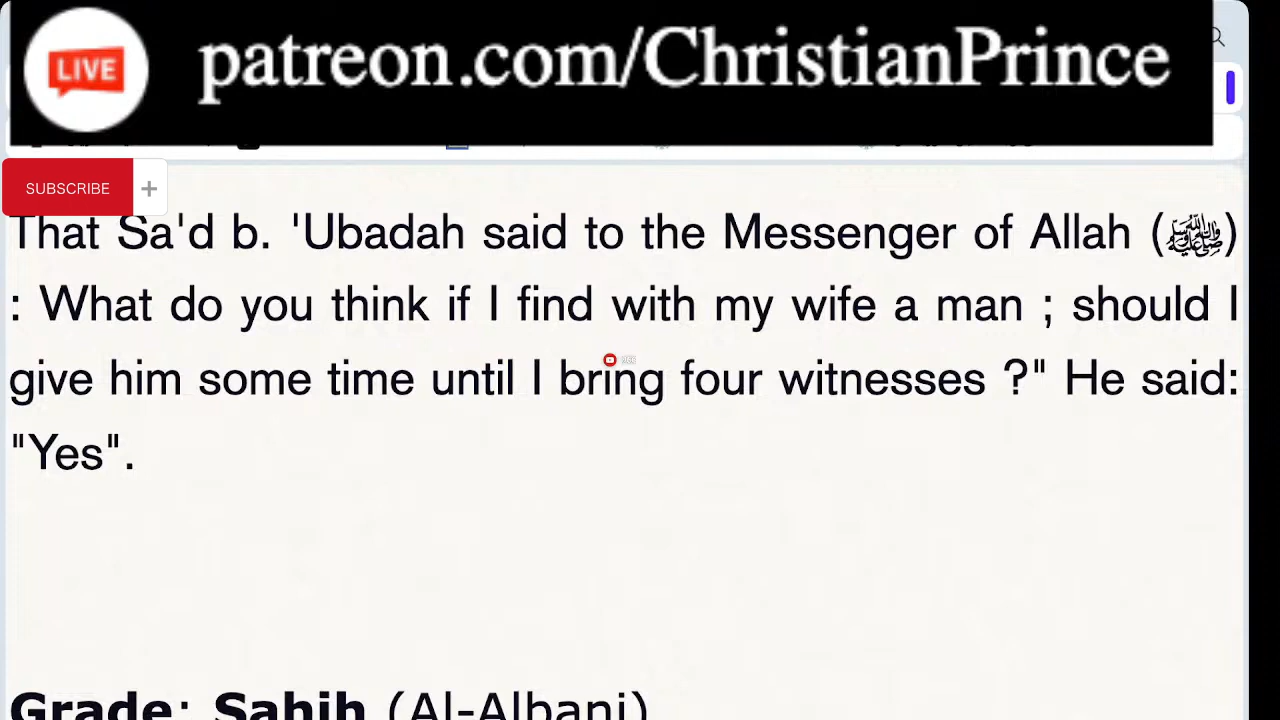 LIVE
patreon.com/ChristianPrince
SUBSCRIBE +
That Sa'd b. 'Ubadah said to the Messenger of Allah (ﷺ)
: What do you think if I find with my wife a man ; should I
give him some time until I bring four witnesses ?" He said:
"Yes".
Grade: Sahih (Al-Albani)